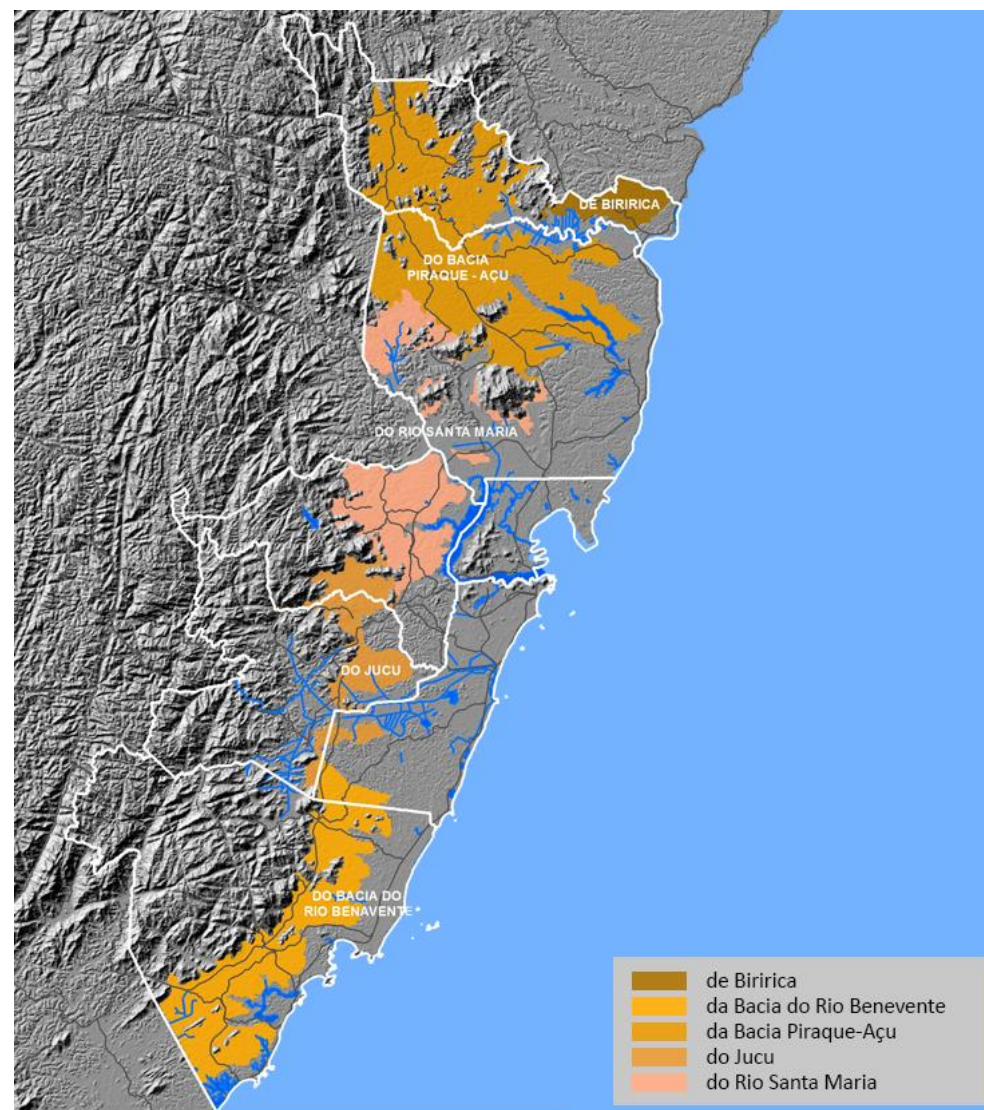 DE BIRIRICA
DO BACIA
PIRAQUE - AÇU
DO RIO SANTA MARIA
DO JUCU
DO BACIA DO
RIO BENAVENTE
de Biririca
da Bacia do Rio Benevente
da Bacia Piraque-Açu
do Jucu
do Rio Santa Maria